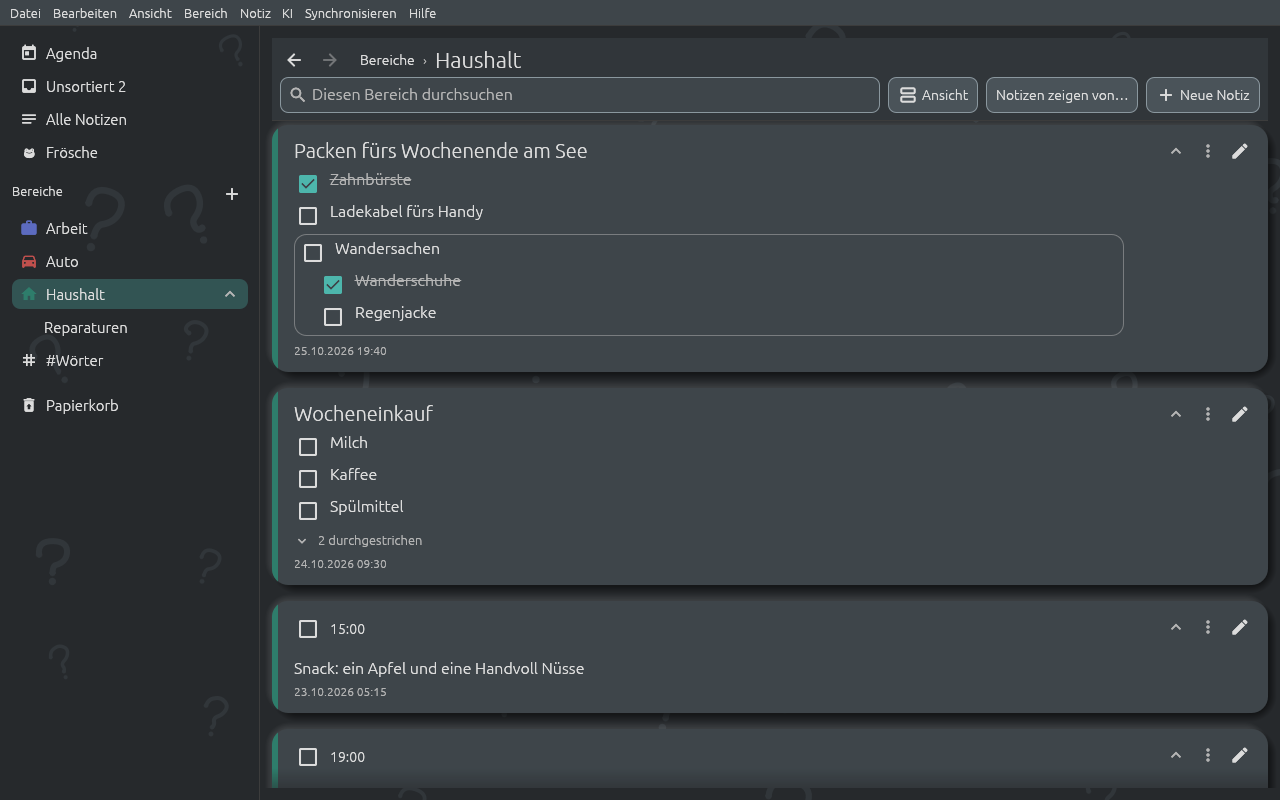 Datei Bearbeiten Ansicht Bereich Notiz KI Synchronisieren Hilfe
Agenda
Unsortiert 2
Alle Notizen
Frösche
Bereiche
Arbeit
Auto
Haushalt
Reparaturen
#Wörter
Papierkorb
Bereiche › Haushalt
Diesen Bereich durchsuchen
Ansicht
Notizen zeigen von…
Neue Notiz
Packen fürs Wochenende am See
Zahnbürste
Ladekabel fürs Handy
Wandersachen
Wanderschuhe
Regenjacke
25.10.2026 19:40
Wocheneinkauf
Milch
Kaffee
Spülmittel
2 durchgestrichen
24.10.2026 09:30
15:00
Snack: ein Apfel und eine Handvoll Nüsse
23.10.2026 05:15
19:00